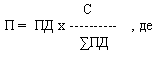 С
П = ПД х ---------- , де
∑ПД